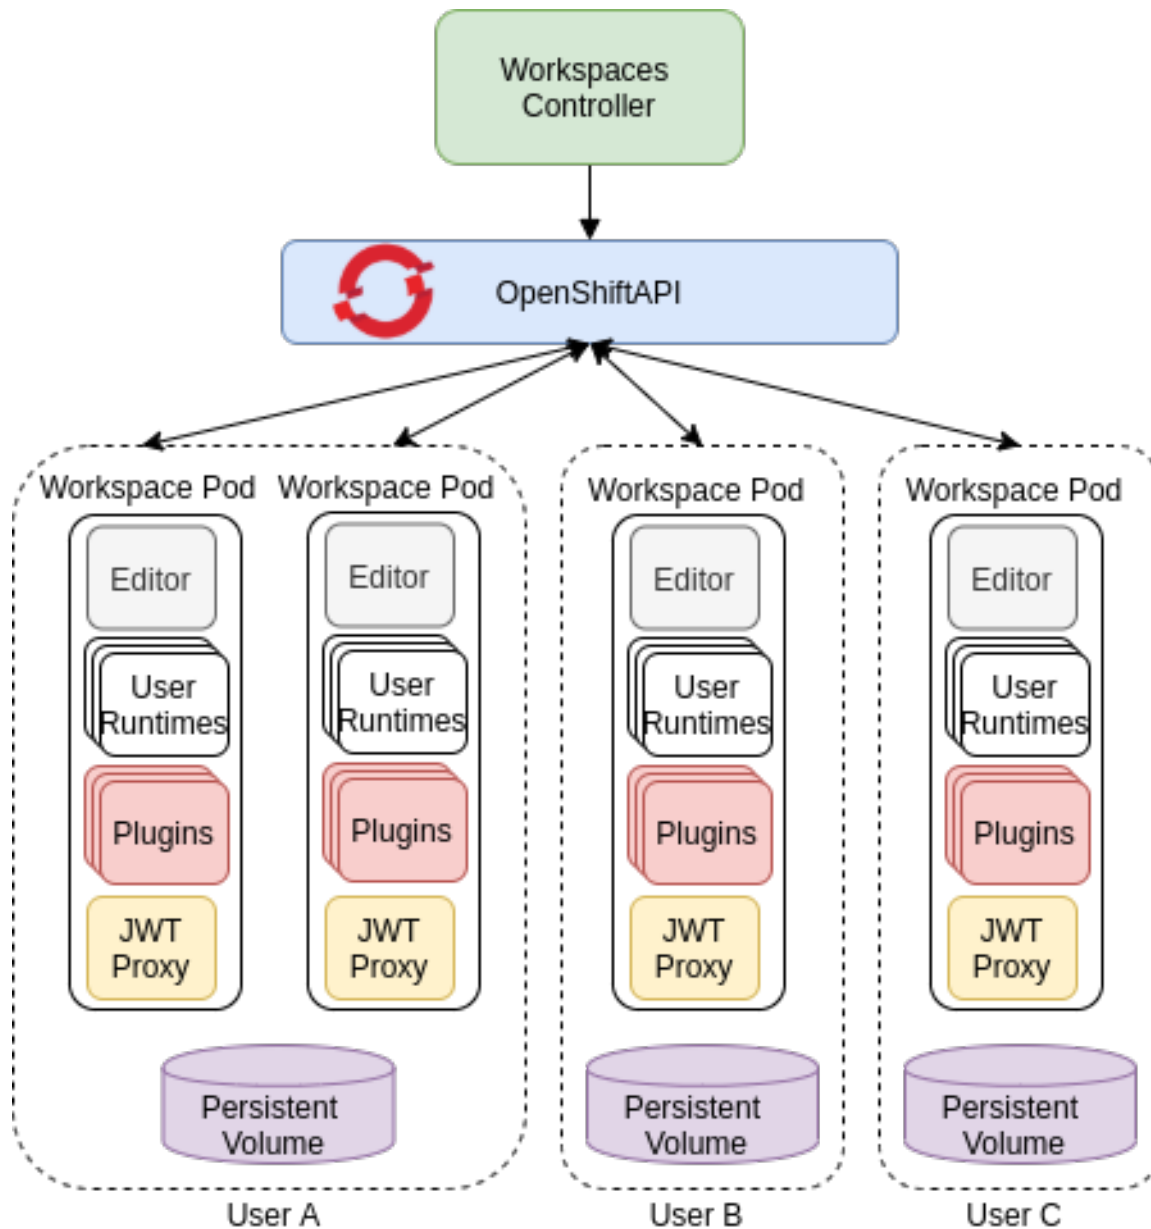 Workspaces
Controller
OpenShiftAPI
Workspace Pod
Editor
User
Runtimes
Plugins
JWT
Proxy
Workspace Pod
Editor
User
Runtimes
Plugins
JWT
Proxy
Persistent
Volume
User A
Workspace Pod
Editor
User
Runtimes
Plugins
JWT
Proxy
Persistent
Volume
User B
Workspace Pod
Editor
User
Runtimes
Plugins
JWT
Proxy
Persistent
Volume
User C